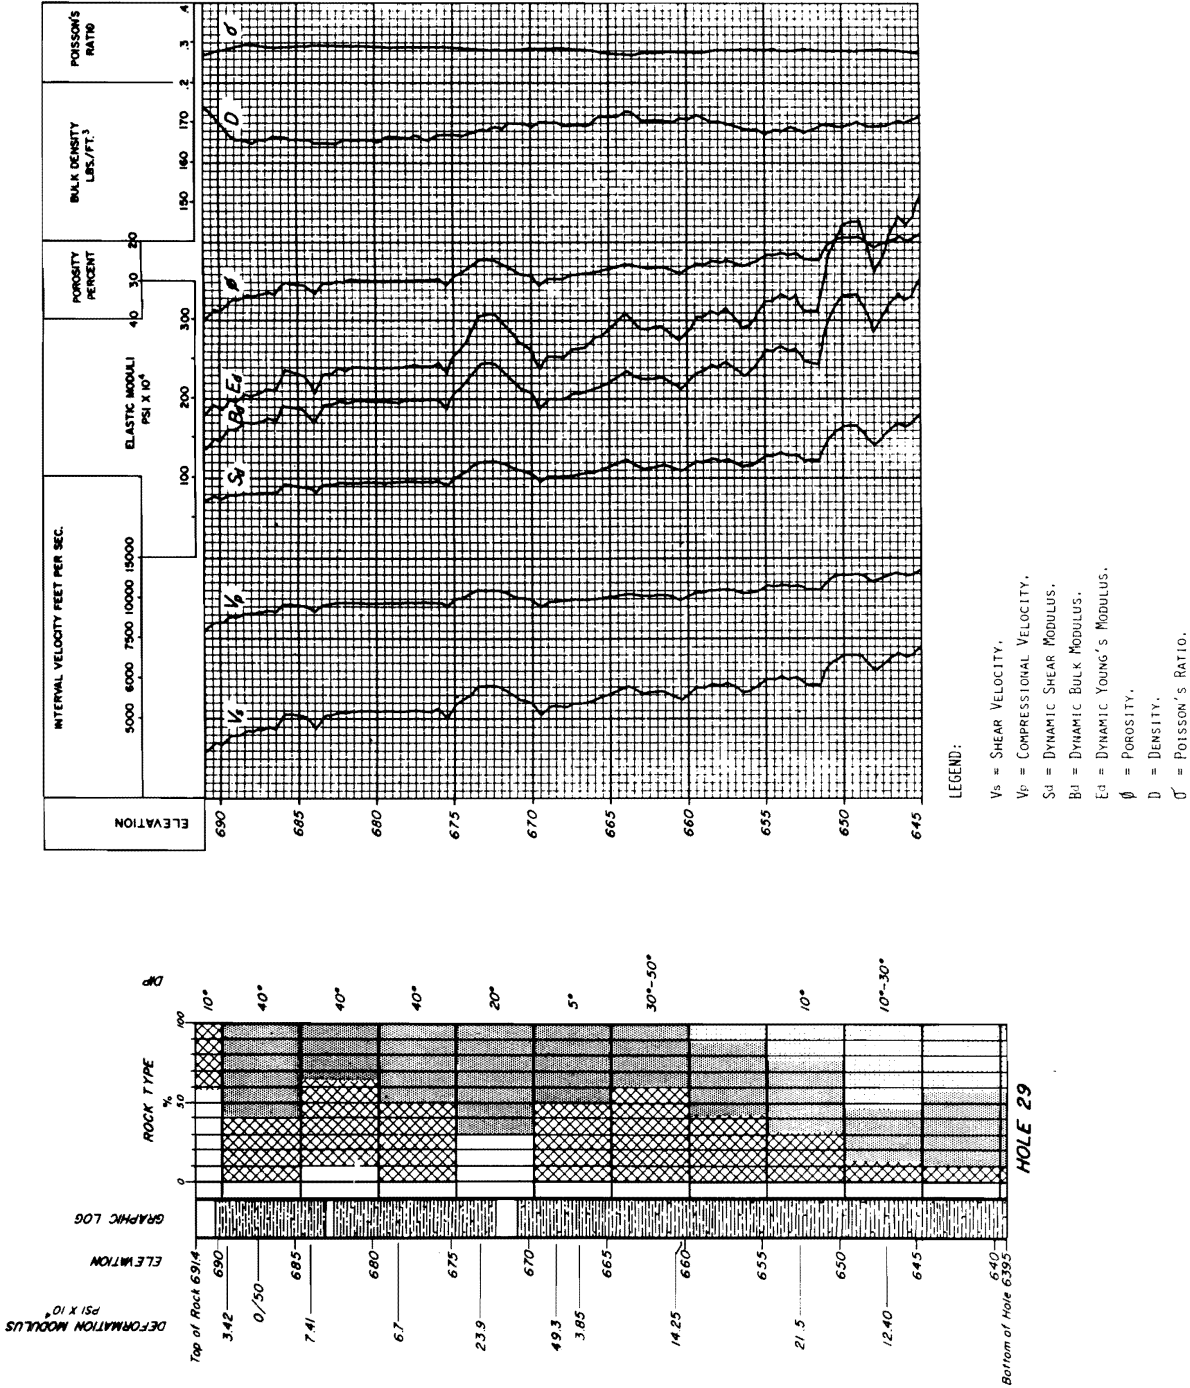 POISSON'S
RATIO
.4
.3
.2
σ
BULK DENSITY
LBS./FT.³
170
160
150
D
POROSITY
PERCENT
20
30
40
ø
ELASTIC MODULI
PSI X 10⁴
300
200
100
Ed
Bd
Sd
INTERVAL VELOCITY FEET PER SEC.
15000
10000
7500
6000
5000
Vp
Vs
ELEVATION
690
685
680
675
670
665
660
655
650
645
LEGEND:
Vs = SHEAR VELOCITY.
Vp = COMPRESSIONAL VELOCITY.
Sd = DYNAMIC SHEAR MODULUS.
Bd = DYNAMIC BULK MODULUS.
Ed = DYNAMIC YOUNG'S MODULUS.
ø = POROSITY.
D = DENSITY.
σ = POISSON'S RATIO.
DIP
10°
40°
40°
40°
20°
5°
30°-50°
10°
10°-30°
ROCK TYPE
%
100
50
0
GRAPHIC LOG
ELEVATION
Top of Rock 691.4
690
685
680
675
670
665
660
655
650
645
640
Bottom of Hole 639.5
DEFORMATION MODULUS
PSI X 10⁴
3.42
0/50
7.41
6.7
23.9
49.3
3.85
14.25
21.5
12.40
HOLE 29